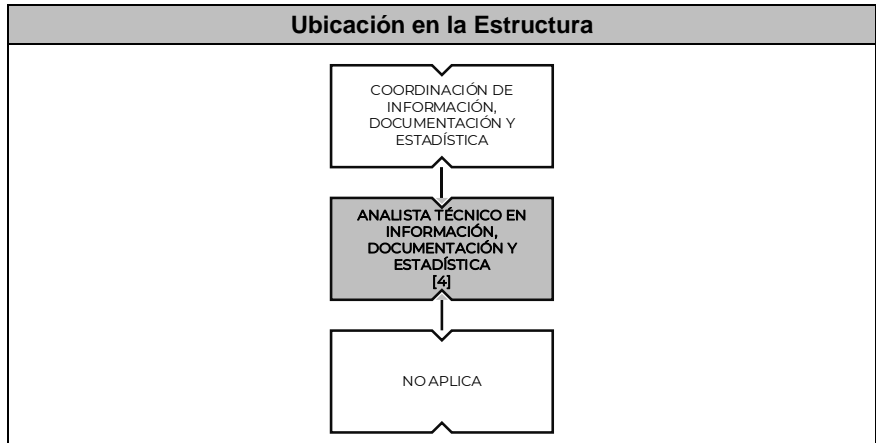 Ubicación en la Estructura
COORDINACIÓN DE
INFORMACIÓN,
DOCUMENTACIÓN Y
ESTADÍSTICA
ANALISTA TÉCNICO EN
INFORMACIÓN,
DOCUMENTACIÓN Y
ESTADÍSTICA
[4]
NO APLICA